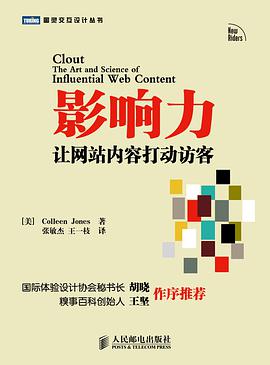 TURING 图灵交互设计丛书
New Riders
Clout
The Art and Science of
Influential Web Content
影响力
让网站内容打动访客
[美] Colleen Jones 著
张敏杰 王一枝 译
国际体验设计协会秘书长 胡晓
糗事百科创始人 王坚
作序推荐
人民邮电出版社
POSTS & TELECOM PRESS